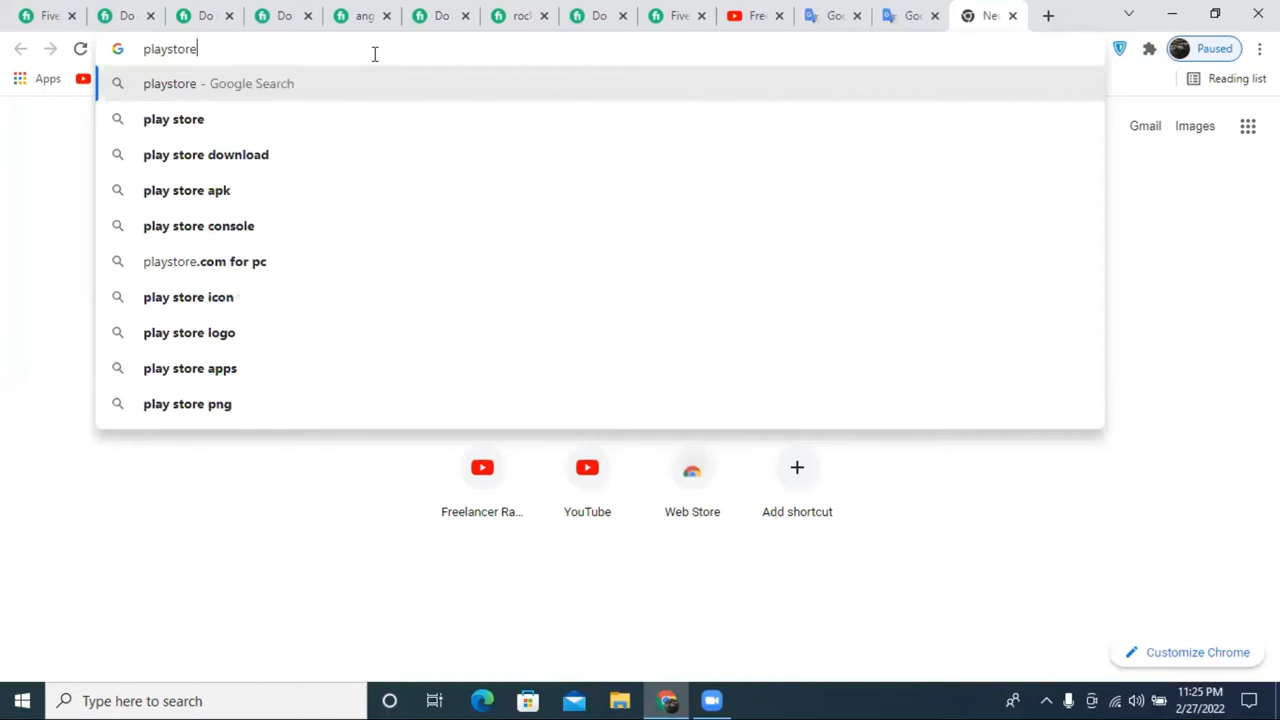 Five
Do
Do
Do
ang
Do
rock
Do
Five
Free
Goo
Goo
Nev
playstore
Paused
Apps
Reading list
playstore - Google Search
play store
play store download
play store apk
play store console
playstore.com for pc
play store icon
play store logo
play store apps
play store png
Gmail
Images
Freelancer Ra...
YouTube
Web Store
Add shortcut
Customize Chrome
Type here to search
11:25 PM
2/27/2022